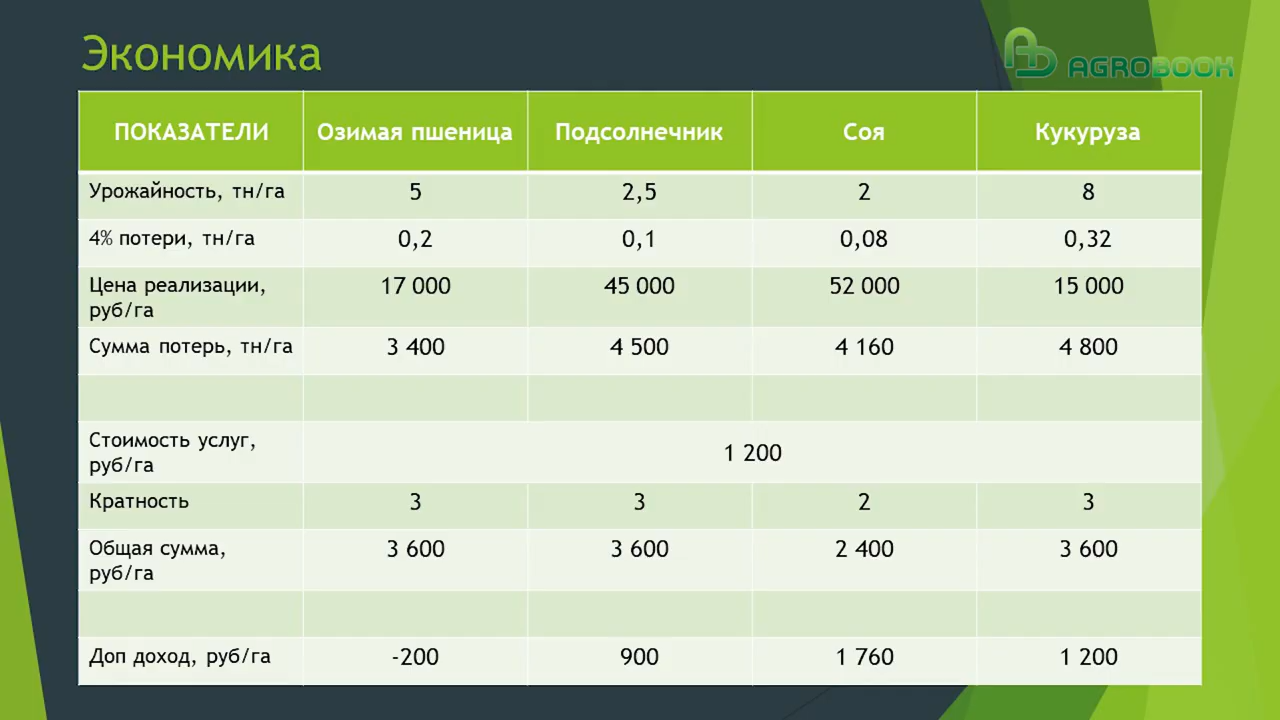 Экономика
AGROBOOK
ПОКАЗАТЕЛИ Озимая пшеница Подсолнечник Соя Кукуруза
Урожайность, тн/га 5 2,5 2 8
4% потери, тн/га 0,2 0,1 0,08 0,32
Цена реализации, руб/га 17 000 45 000 52 000 15 000
Сумма потерь, тн/га 3 400 4 500 4 160 4 800
Стоимость услуг, руб/га 1 200
Кратность 3 3 2 3
Общая сумма, руб/га 3 600 3 600 2 400 3 600
Доп доход, руб/га -200 900 1 760 1 200